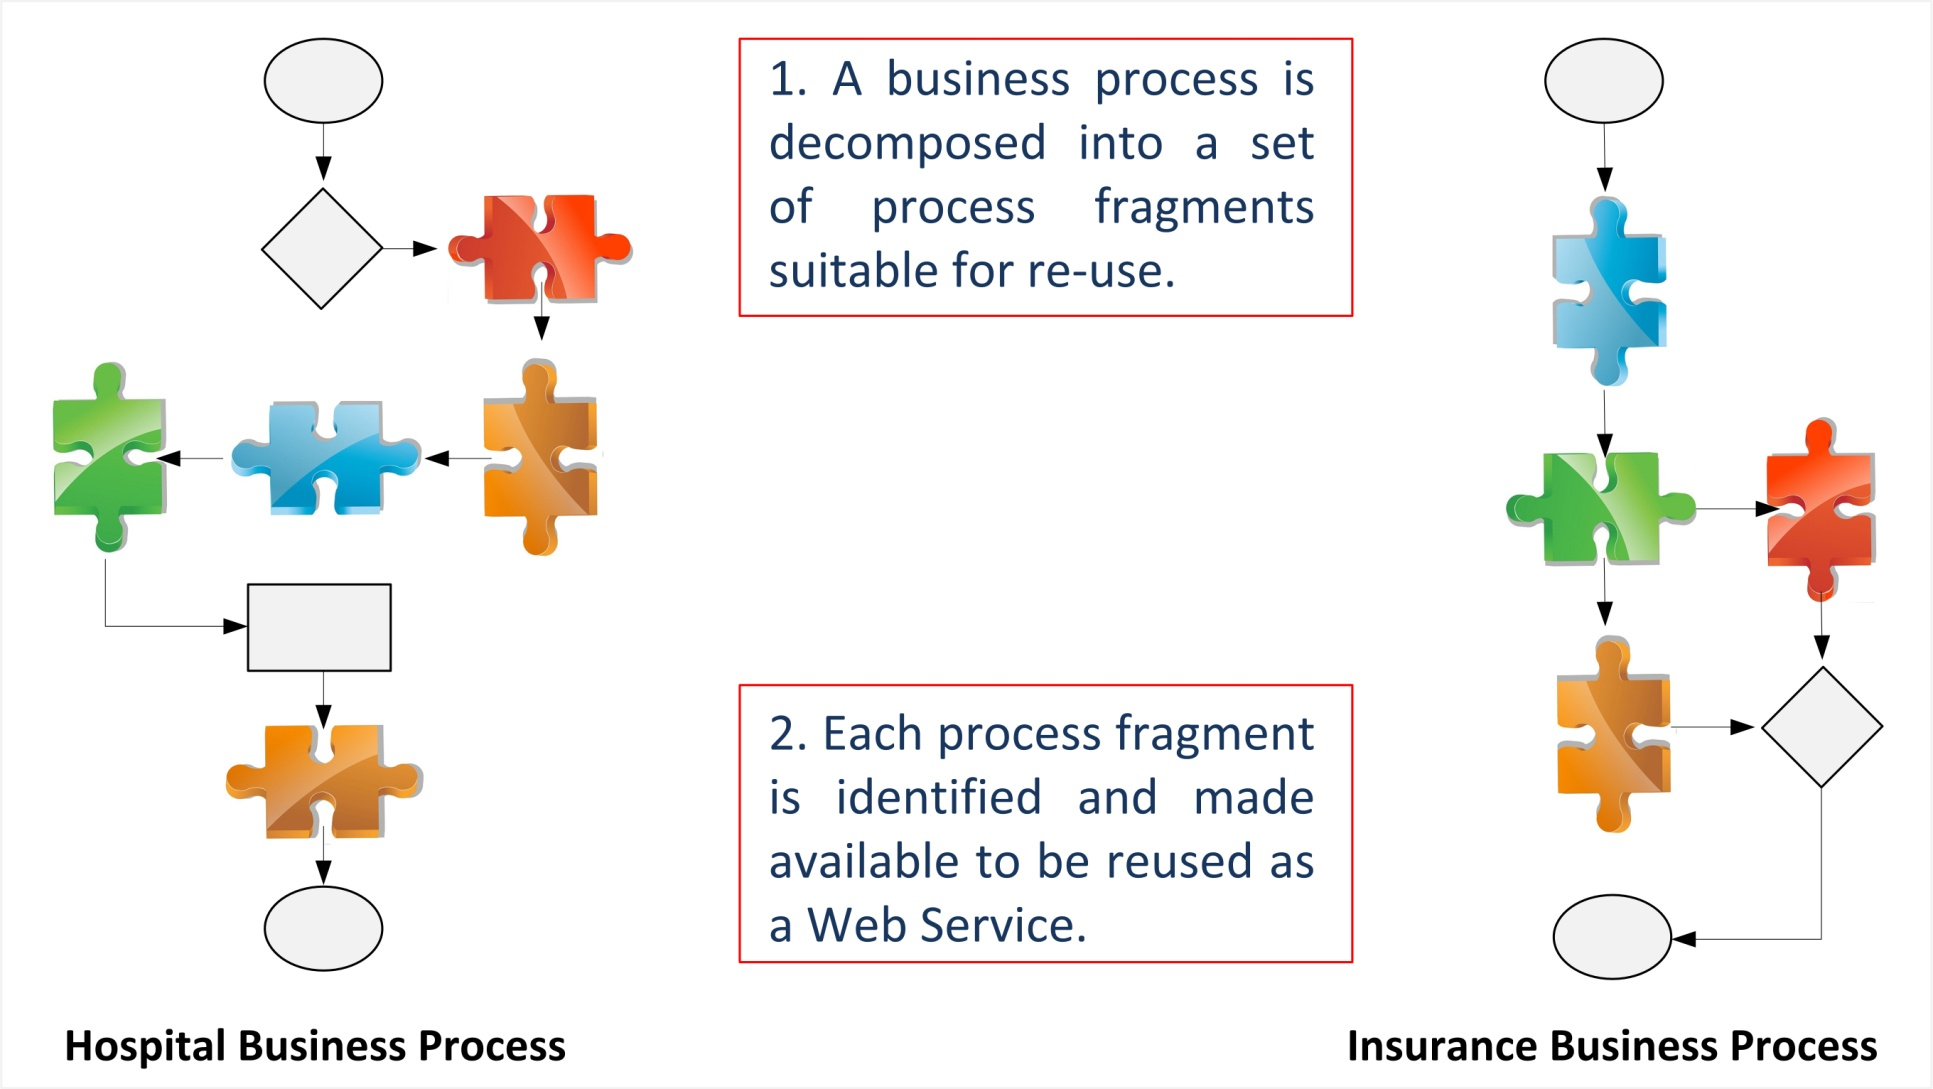 1. A business process is
decomposed into a set
of process fragments
suitable for re-use.
2. Each process fragment
is identified and made
available to be reused as
a Web Service.
Hospital Business Process
Insurance Business Process